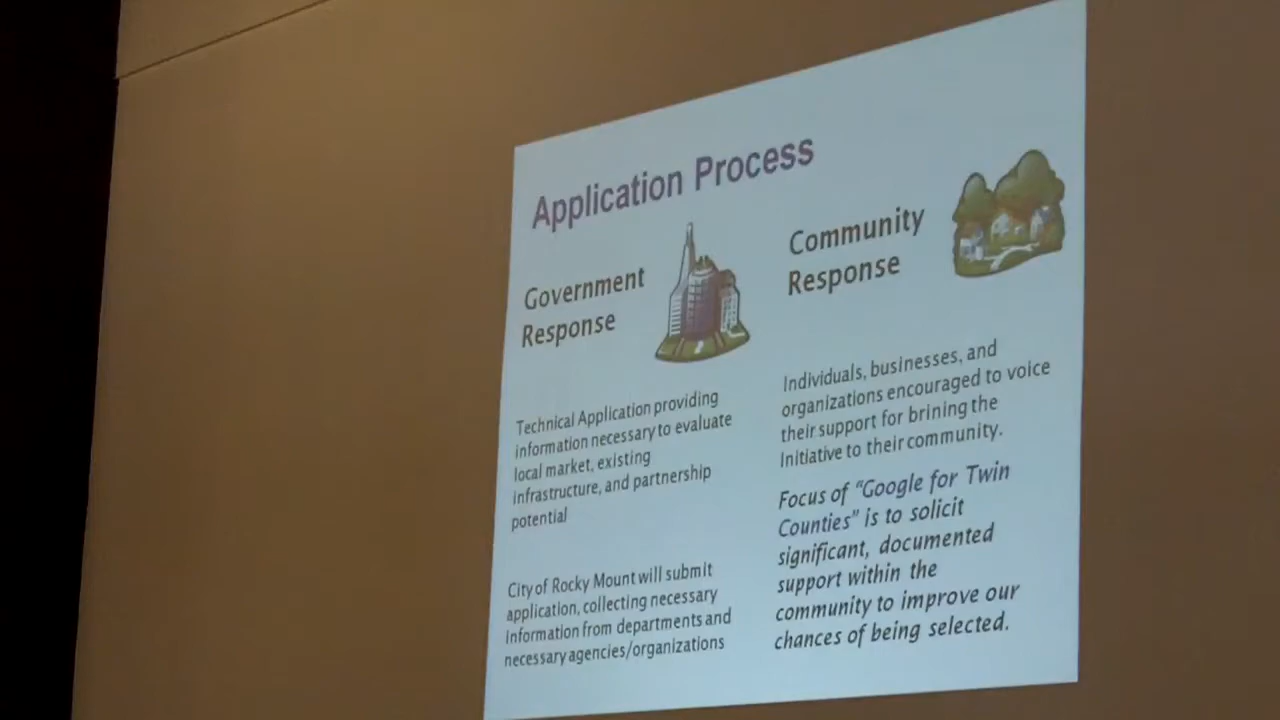 Application Process
Government
Response
Technical Application providing
information necessary to evaluate
local market, existing
infrastructure, and partnership
potential
City of Rocky Mount will submit
application, collecting necessary
information from departments and
necessary agencies/organizations
Community
Response
Individuals, businesses, and
organizations encouraged to voice
their support for brining the
Initiative to their community.
Focus of “Google for Twin
Counties” is to solicit
significant, documented
support within the
community to improve our
chances of being selected.